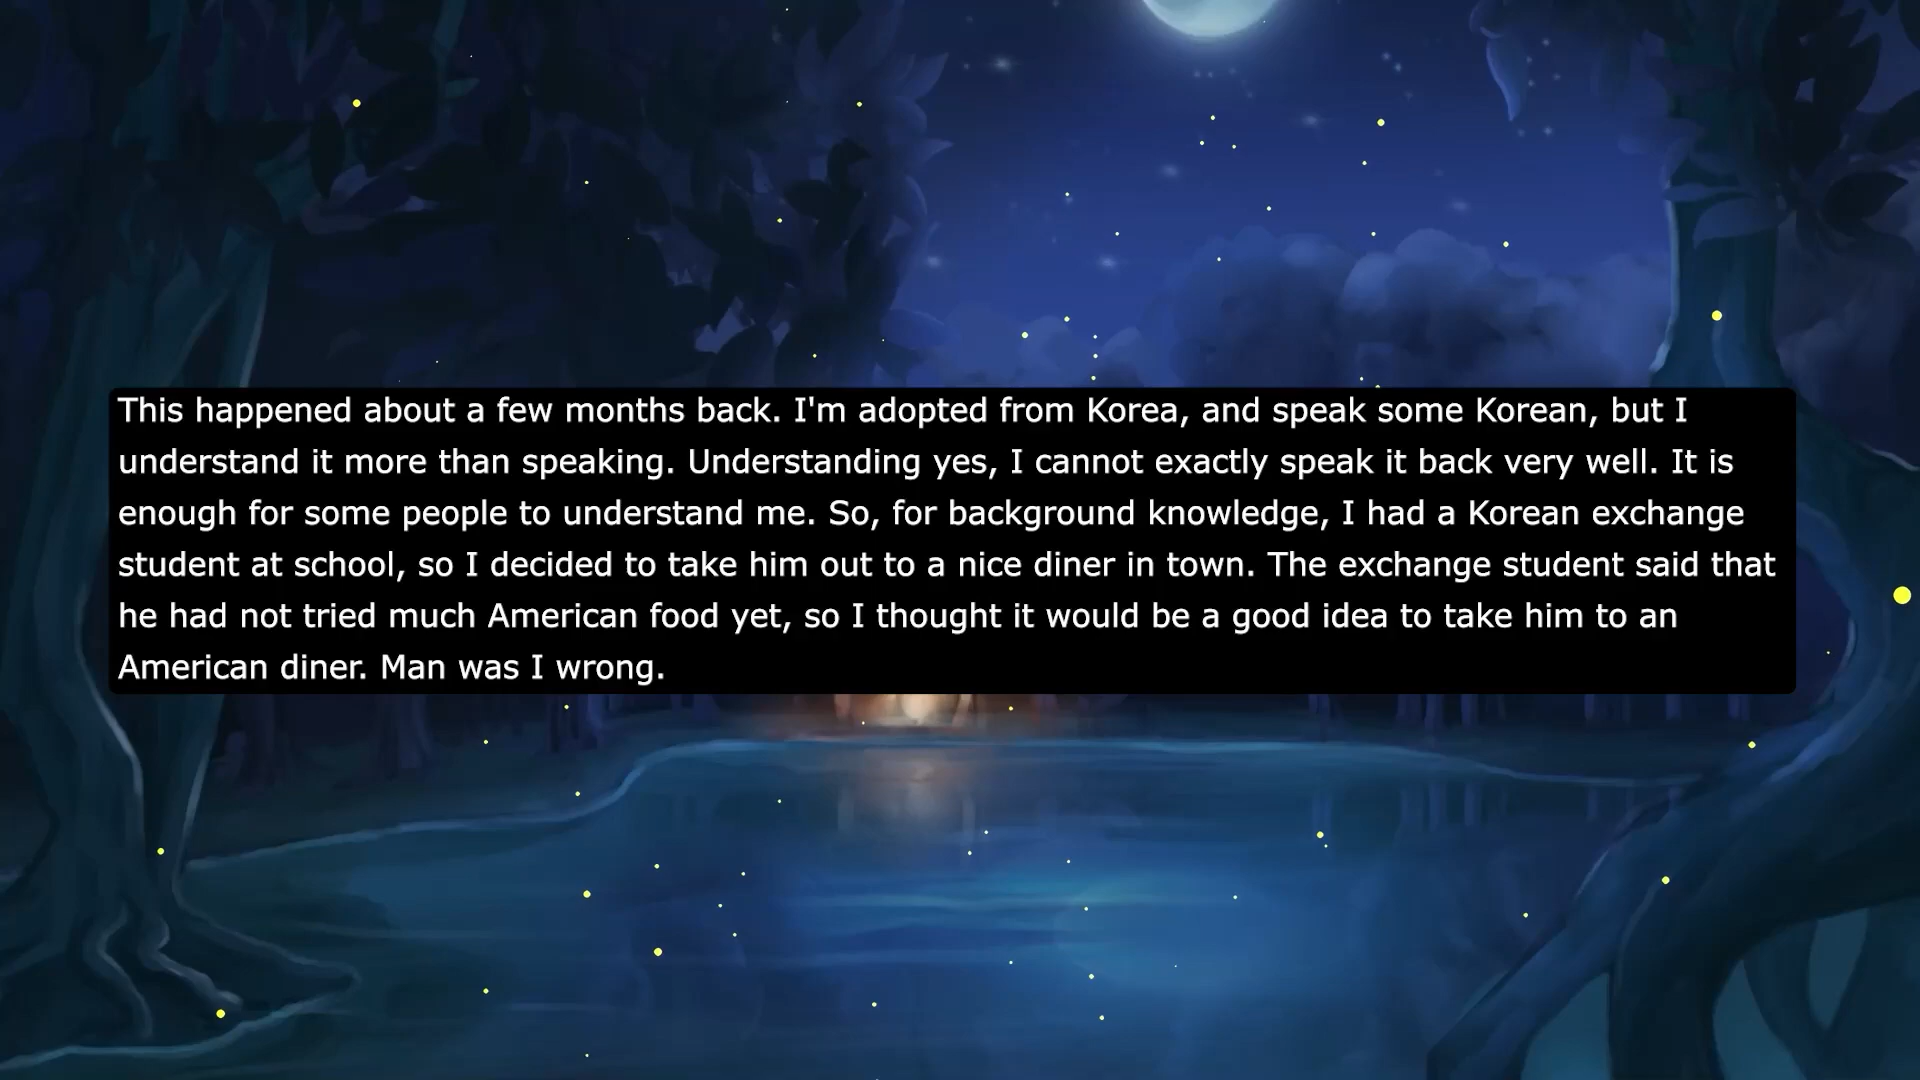 This happened about a few months back. I'm adopted from Korea, and speak some Korean, but I
understand it more than speaking. Understanding yes, I cannot exactly speak it back very well. It is
enough for some people to understand me. So, for background knowledge, I had a Korean exchange
student at school, so I decided to take him out to a nice diner in town. The exchange student said that
he had not tried much American food yet, so I thought it would be a good idea to take him to an
American diner. Man was I wrong.